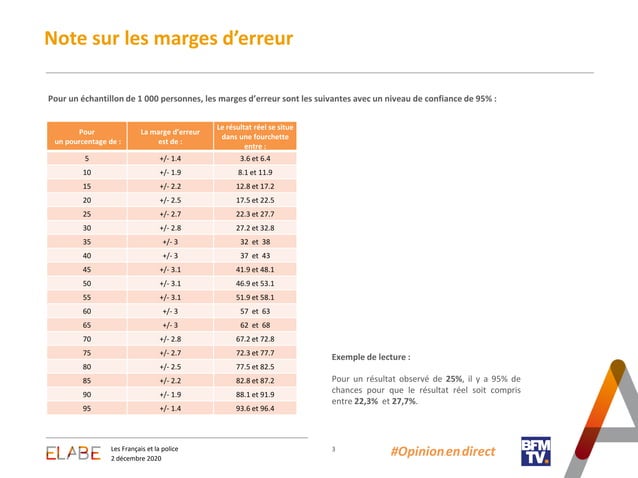 Note sur les marges d’erreur
Pour un échantillon de 1 000 personnes, les marges d’erreur sont les suivantes avec un niveau de confiance de 95% :
Pour un pourcentage de : La marge d'erreur est de : Le résultat réel se situe dans une fourchette entre :
5 +/- 1.4 3.6 et 6.4
10 +/- 1.9 8.1 et 11.9
15 +/- 2.2 12.8 et 17.2
20 +/- 2.5 17.5 et 22.5
25 +/- 2.7 22.3 et 27.7
30 +/- 2.8 27.2 et 32.8
35 +/- 3 32 et 38
40 +/- 3 37 et 43
45 +/- 3.1 41.9 et 48.1
50 +/- 3.1 46.9 et 53.1
55 +/- 3.1 51.9 et 58.1
60 +/- 3 57 et 63
65 +/- 3 62 et 68
70 +/- 2.8 67.2 et 72.8
75 +/- 2.7 72.3 et 77.7
80 +/- 2.5 77.5 et 82.5
85 +/- 2.2 82.8 et 87.2
90 +/- 1.9 88.1 et 91.9
95 +/- 1.4 93.6 et 96.4
Exemple de lecture :
Pour un résultat observé de 25%, il y a 95% de
chances pour que le résultat réel soit compris
entre 22,3% et 27,7%.
ELABE
Les Français et la police
2 décembre 2020
3
#Opinionendirect
BFM
TV.